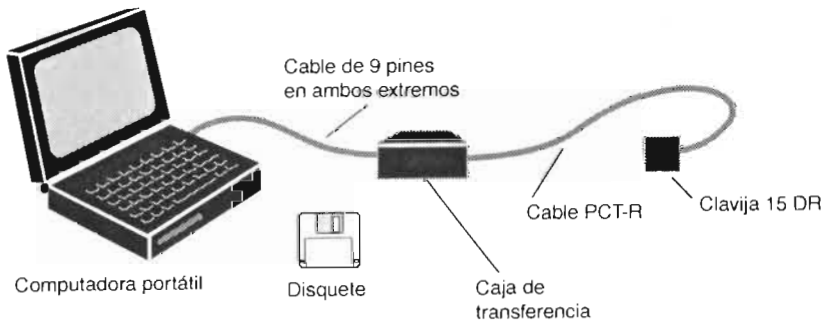 Cable de 9 pines
en ambos extremos
Cable PCT-R
Clavija 15 DR
Computadora portátil
Disquete
Caja de
transferencia